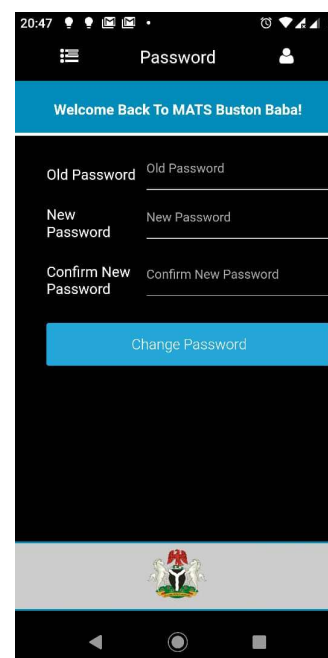 20:47
Password
Welcome Back To MATS Buston Baba!
Old Password Old Password
New Password New Password
Confirm New Password Confirm New Password
Change Password